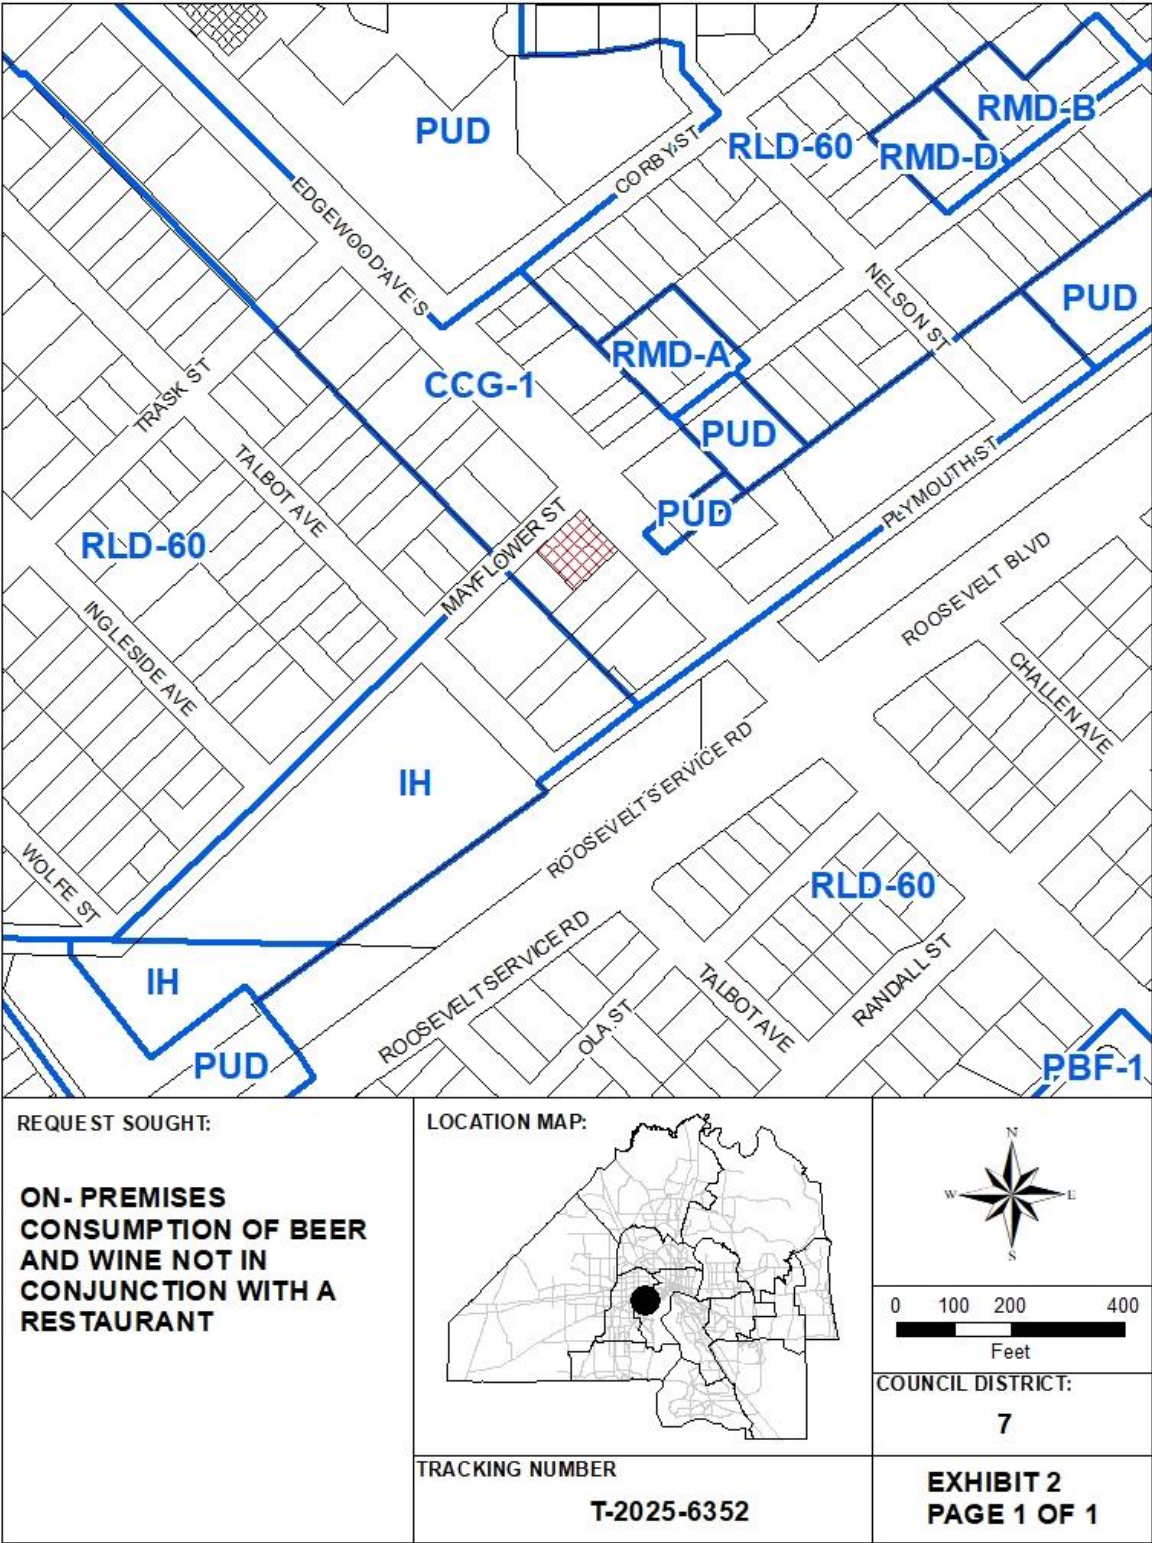 PUD
RMD-B
RLD-60
RMD-D
CORBY ST
EDGEWOOD AVE S
NELSON ST
PUD
RMD-A
CCG-1
TRASK ST
PUD
TALBOT AVE
PLYMOUTH ST
PUD
MAYFLOWER ST
RLD-60
ROOSEVELT BLVD
INGLESIDE AVE
CHALLEN AVE
IH
ROOSEVELT SERVICE RD
WOLFE ST
RLD-60
ROOSEVELT SERVICE RD
RANDALL ST
TALBOT AVE
IH
OLA ST
PUD
PBF-1
REQUEST SOUGHT:
ON- PREMISES
CONSUMPTION OF BEER
AND WINE NOT IN
CONJUNCTION WITH A
RESTAURANT
LOCATION MAP:
N
W E
S
0 100 200 400
Feet
COUNCIL DISTRICT:
7
TRACKING NUMBER
T-2025-6352
EXHIBIT 2
PAGE 1 OF 1